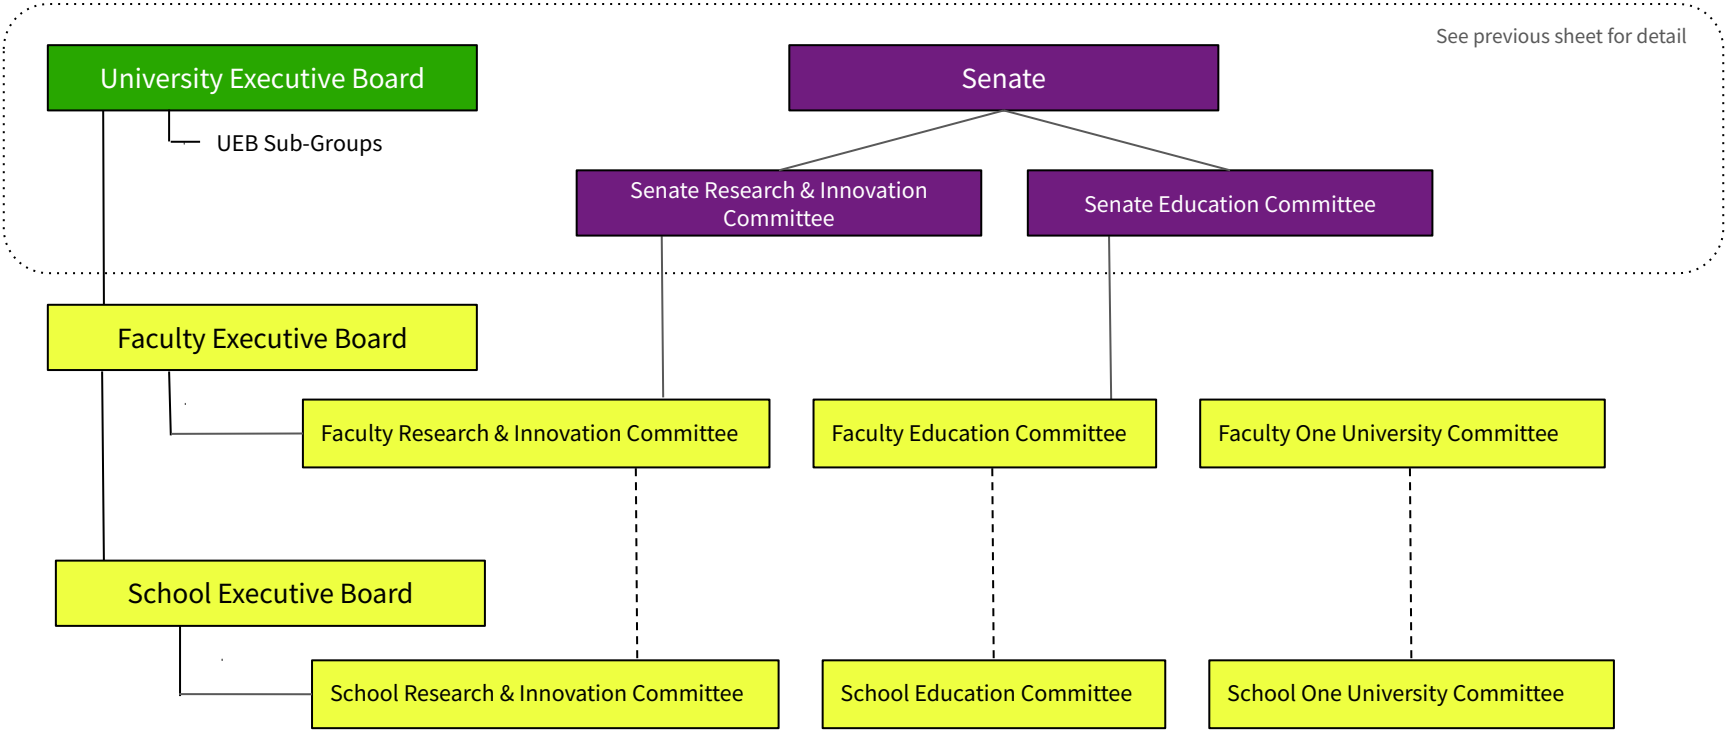 See previous sheet for detail
University Executive Board
Senate
UEB Sub-Groups
Senate Research & Innovation
Committee
Senate Education Committee
Faculty Executive Board
Faculty Research & Innovation Committee
Faculty Education Committee
Faculty One University Committee
School Executive Board
School Research & Innovation Committee
School Education Committee
School One University Committee